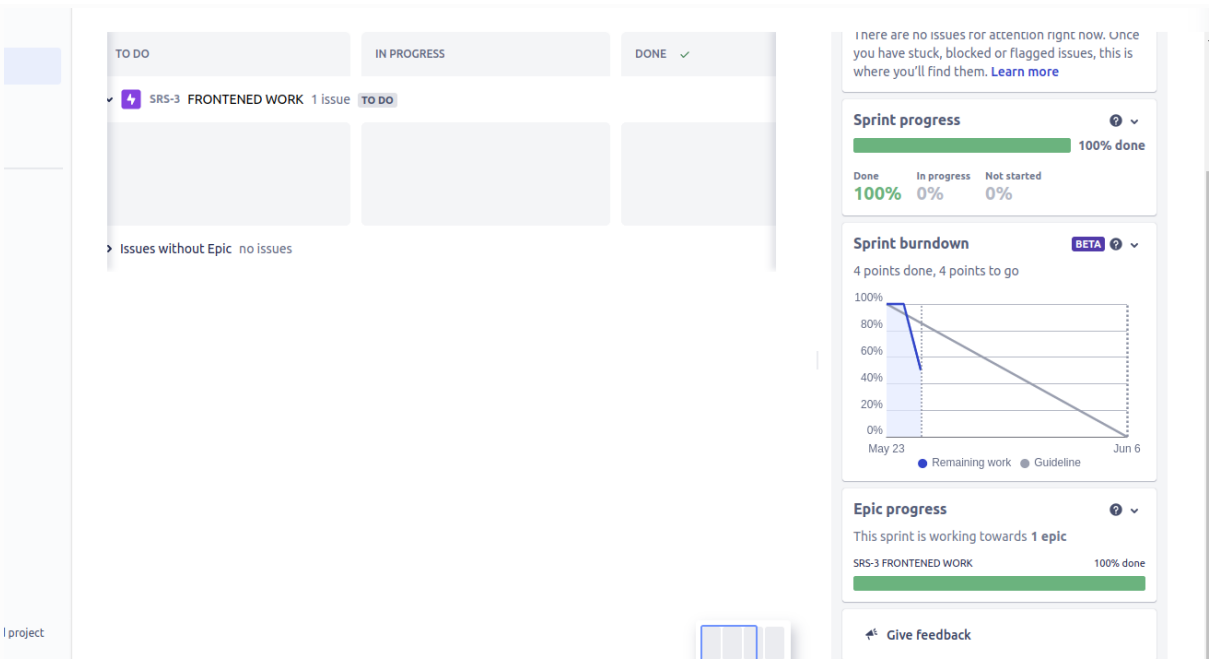 TO DO
IN PROGRESS
DONE
SRS-3 FRONTENED WORK 1 issue TO DO
Issues without Epic no issues
l project
There are no issues for attention right now. Once
you have stuck, blocked or flagged issues, this is
where you'll find them. Learn more
Sprint progress
100% done
Done In progress Not started
100% 0% 0%
Sprint burndown BETA
4 points done, 4 points to go
100%
80%
60%
40%
20%
0%
May 23 Jun 6
Remaining work Guideline
Epic progress
This sprint is working towards 1 epic
SRS-3 FRONTENED WORK 100% done
Give feedback